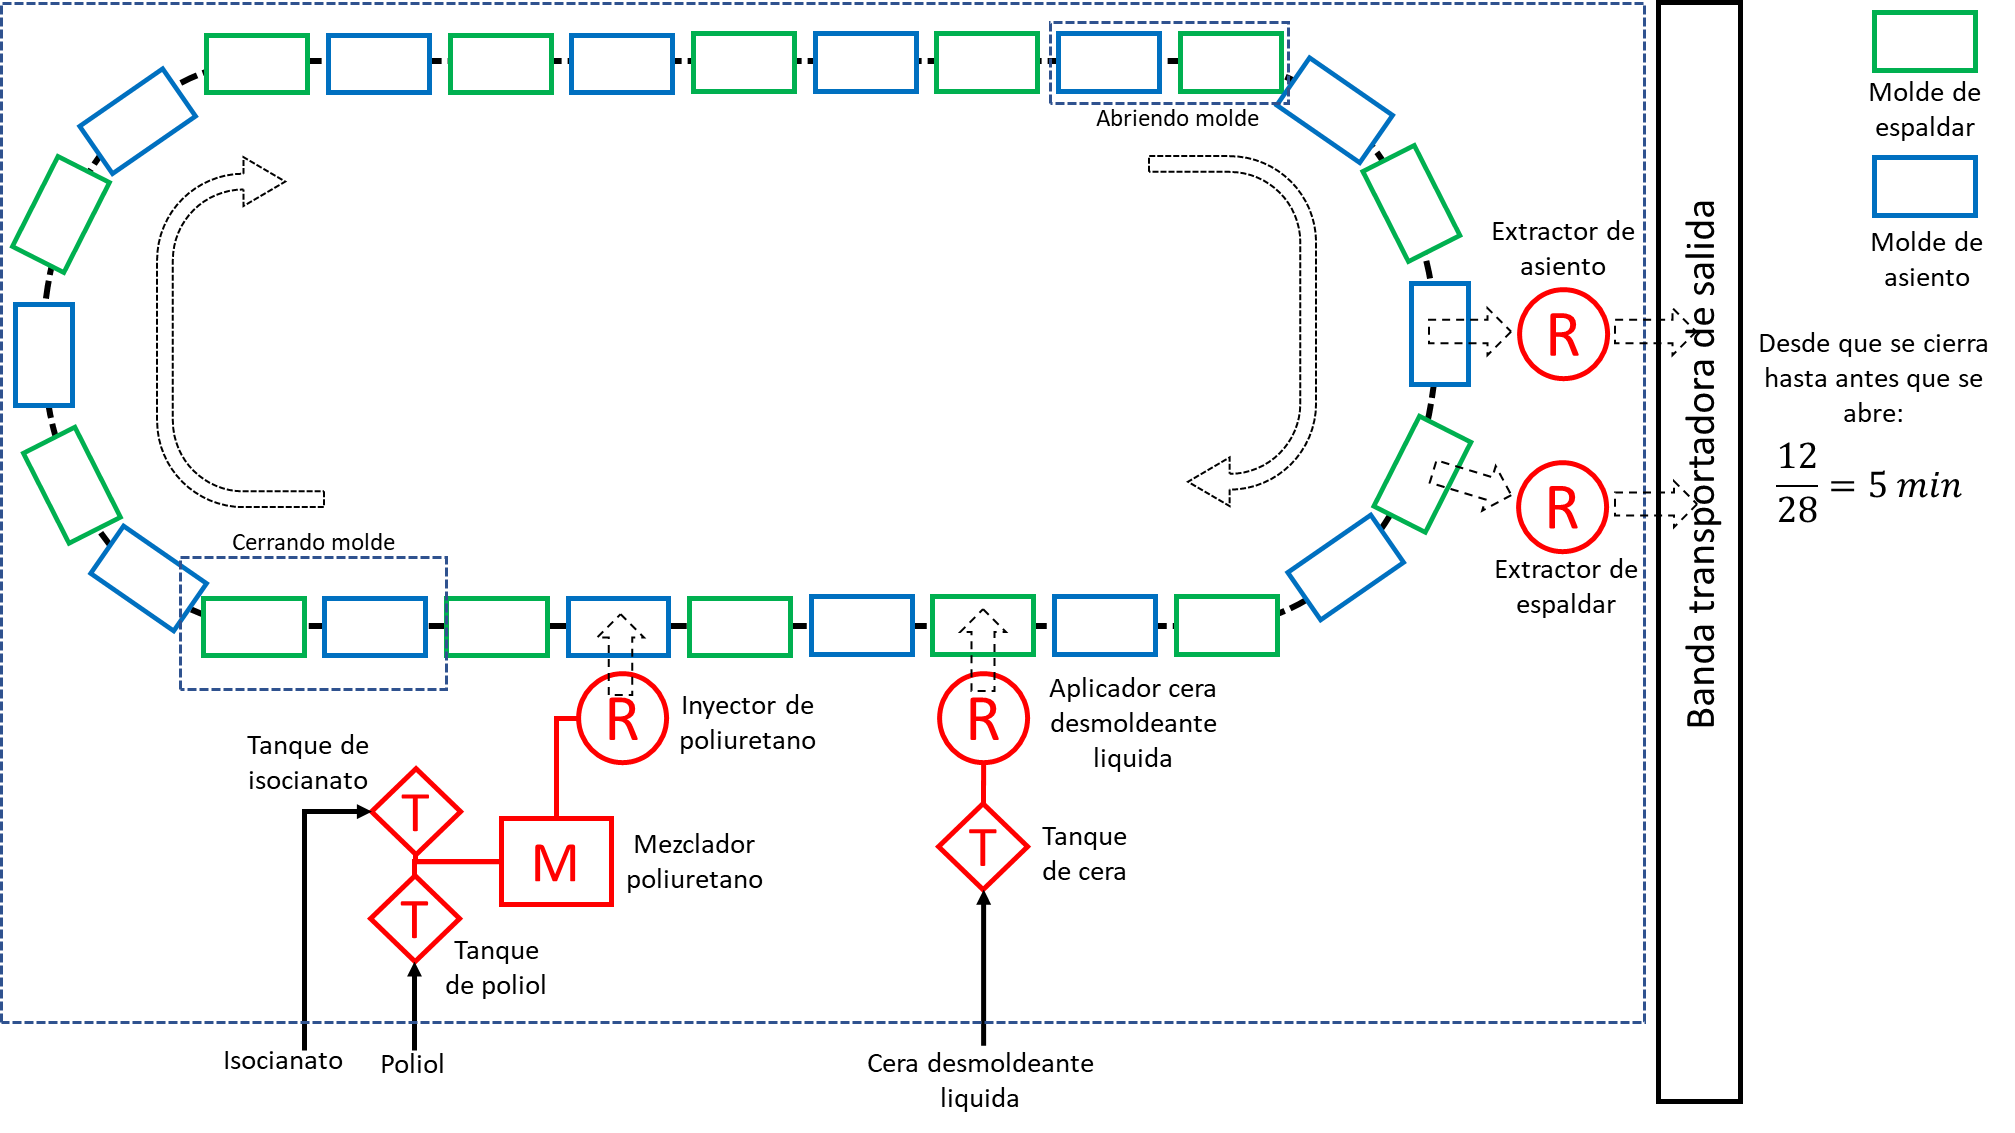 Abriendo molde
Molde de
espaldar
Molde de
asiento
Extractor de
asiento
R
Banda transportadora de salida
Desde que se cierra
hasta antes que se
abre:
12
28
= 5 min
R
Extractor de
espaldar
Cerrando molde
R
Inyector de
poliuretano
R
Aplicador cera
desmoldeante
liquida
Tanque de
isocianato
T
M
Mezclador
poliuretano
T
Tanque
de poliol
T
Tanque
de cera
Isocianato
Poliol
Cera desmoldeante
liquida